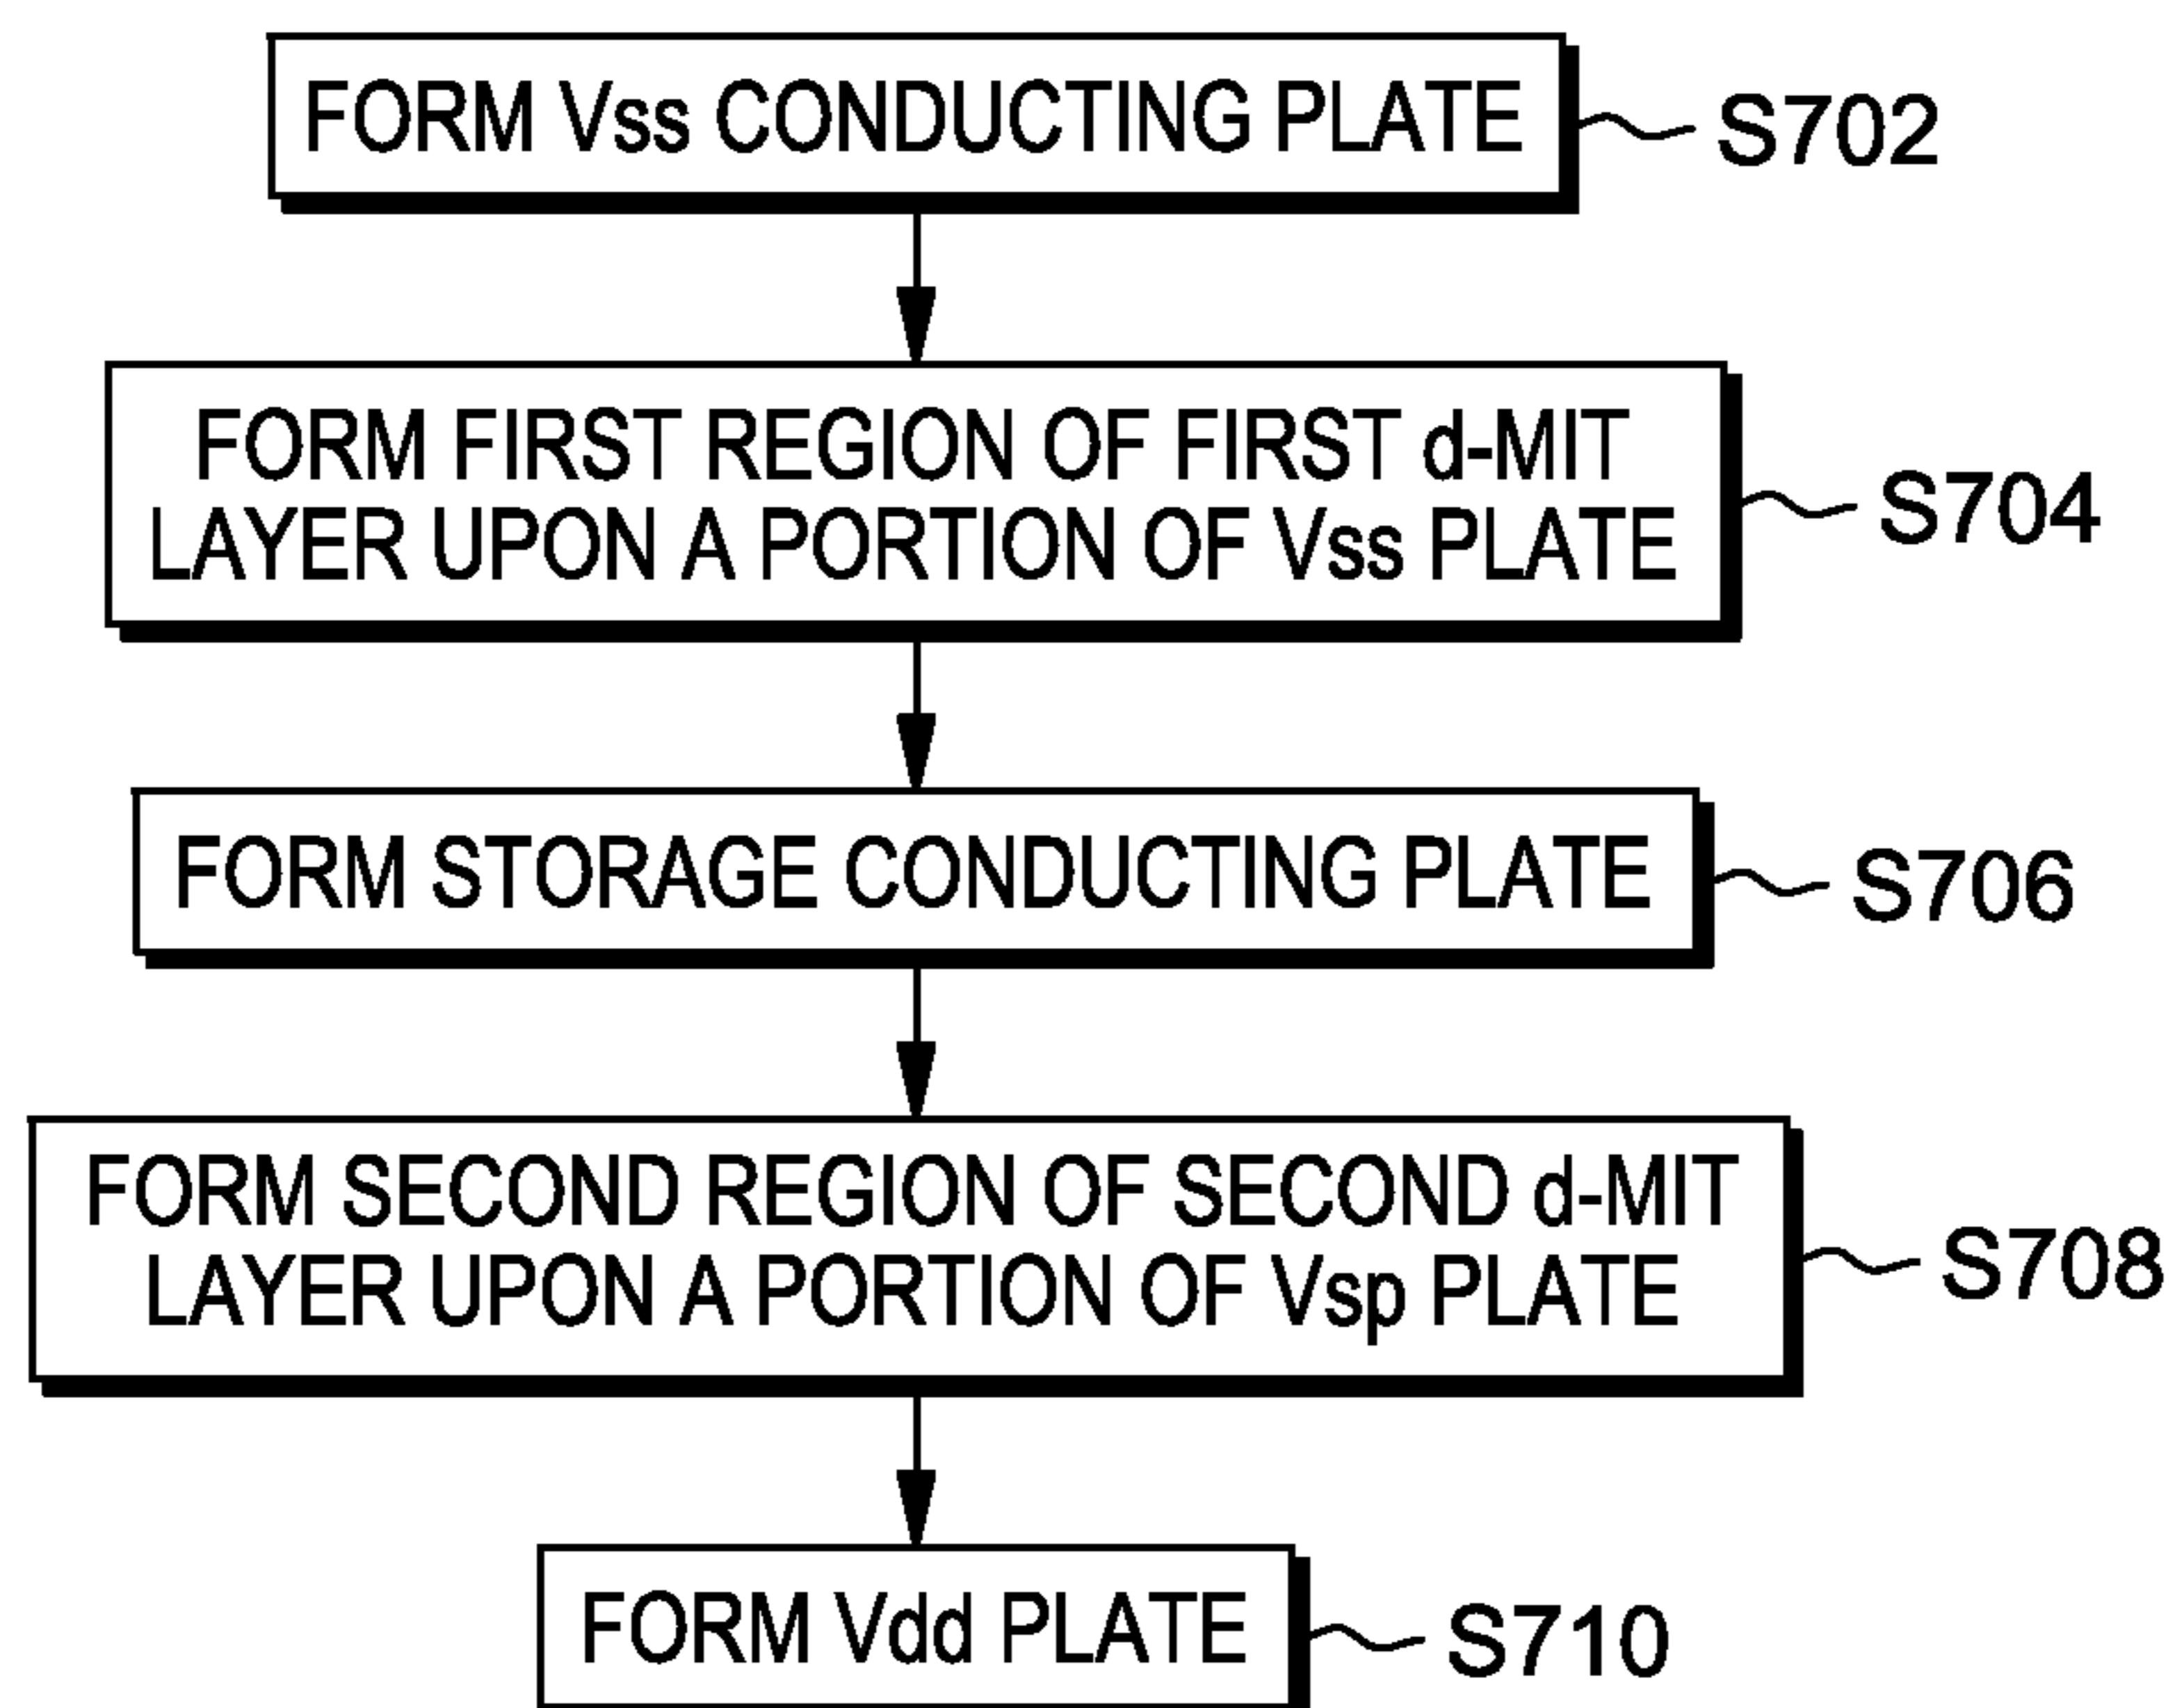 FORM Vss CONDUCTING PLATE
S702
FORM FIRST REGION OF FIRST d-MIT
LAYER UPON A PORTION OF Vss PLATE
S704
FORM STORAGE CONDUCTING PLATE
S706
FORM SECOND REGION OF SECOND d-MIT
LAYER UPON A PORTION OF Vsp PLATE
S708
FORM Vdd PLATE
S710